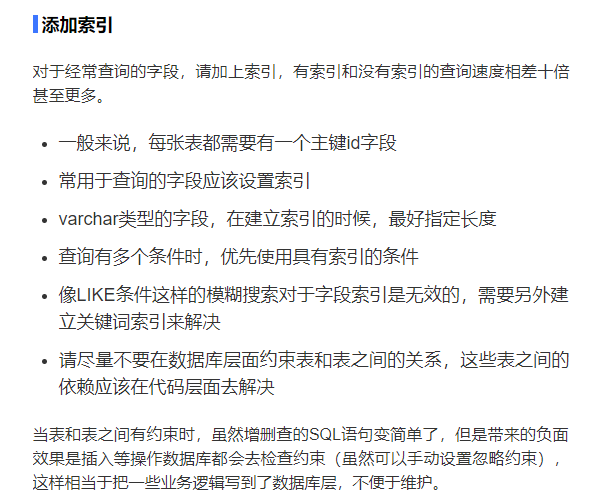 添加索引
对于经常查询的字段，请加上索引，有索引和没有索引的查询速度相差十倍
甚至更多。
一般来说，每张表都需要有一个主键id字段
常用于查询的字段应该设置索引
varchar类型的字段，在建立索引的时候，最好指定长度
查询有多个条件时，优先使用具有索引的条件
像LIKE条件这样的模糊搜索对于字段索引是无效的，需要另外建
立关键词索引来解决
请尽量不要在数据库层面约束表和表之间的关系，这些表之间的
依赖应该在代码层面去解决
当表和表之间有约束时，虽然增删查的SQL语句变简单了，但是带来的负面
效果是插入等操作数据库都会去检查约束（虽然可以手动设置忽略约束），
这样相当于把一些业务逻辑写到了数据库层，不便于维护。